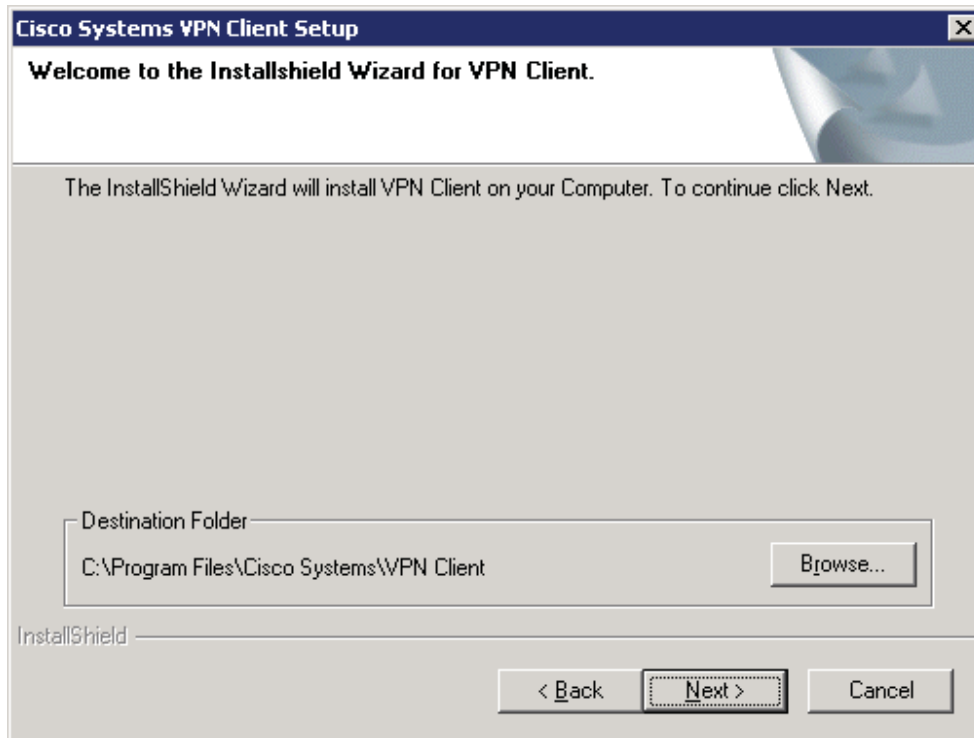 Cisco Systems VPN Client Setup
Welcome to the Installshield Wizard for VPN Client.
The InstallShield Wizard will install VPN Client on your Computer. To continue click Next.
Destination Folder
C:\Program Files\Cisco Systems\VPN Client
Browse...
InstallShield
< Back
Next >
Cancel